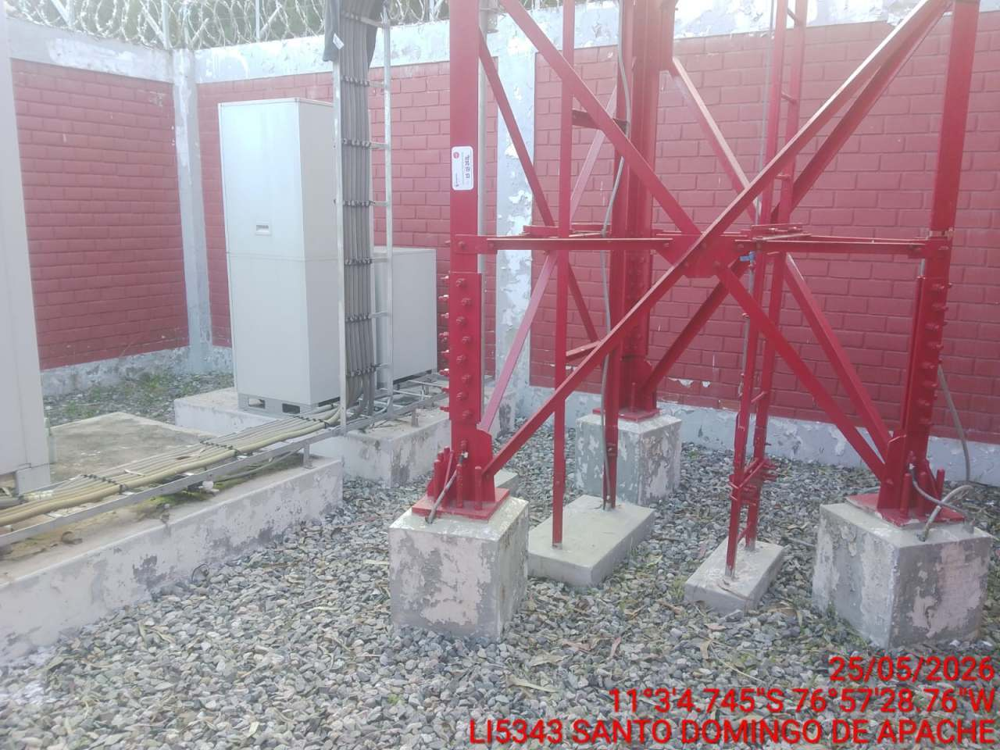 25/05/2026
11°3'4.745"S 76°57'28.76"W
LI5343 SANTO DOMINGO DE APACHE